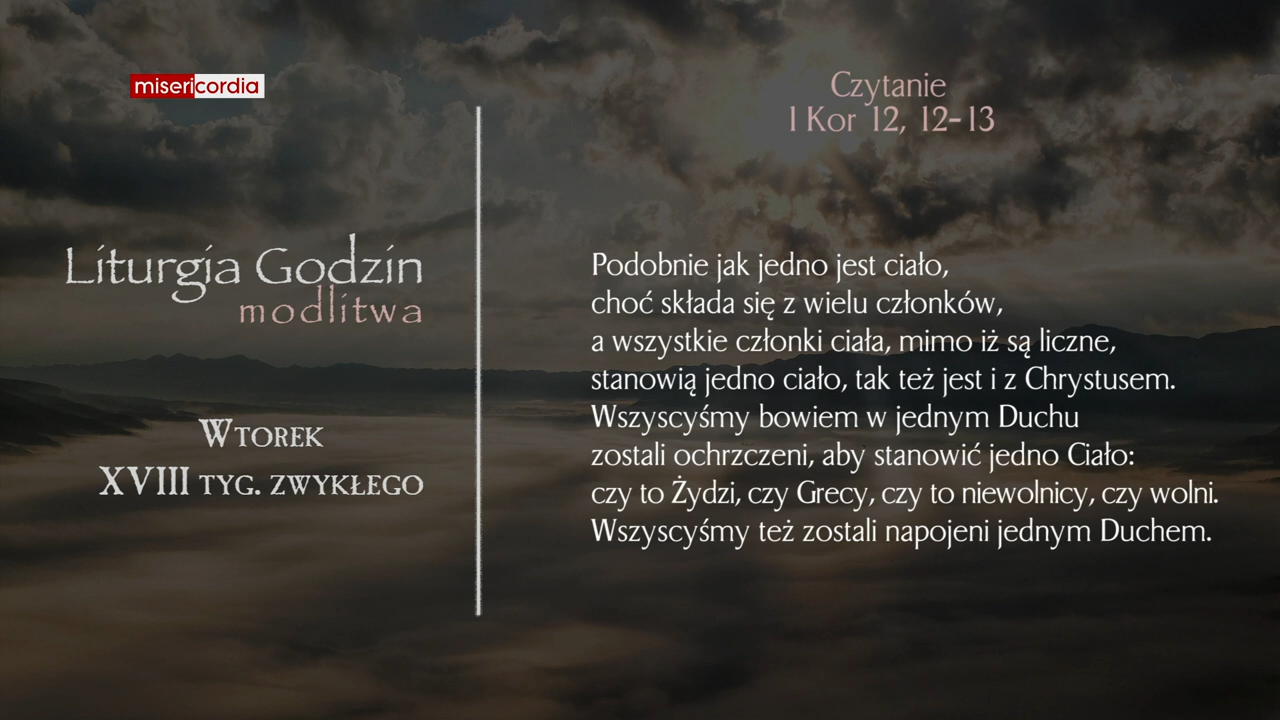 misericordia
Liturgia Godzin
modlitwa
Wtorek
XVIII tyg. zwykłego
Czytanie
1 Kor 12, 12-13
Podobnie jak jedno jest ciało,
choć składa się z wielu członków,
a wszystkie członki ciała, mimo iż są liczne,
stanowią jedno ciało, tak też jest i z Chrystusem.
Wszyscyśmy bowiem w jednym Duchu
zostali ochrzczeni, aby stanowić jedno Ciało:
czy to Żydzi, czy Grecy, czy to niewolnicy, czy wolni.
Wszyscyśmy też zostali napojeni jednym Duchem.